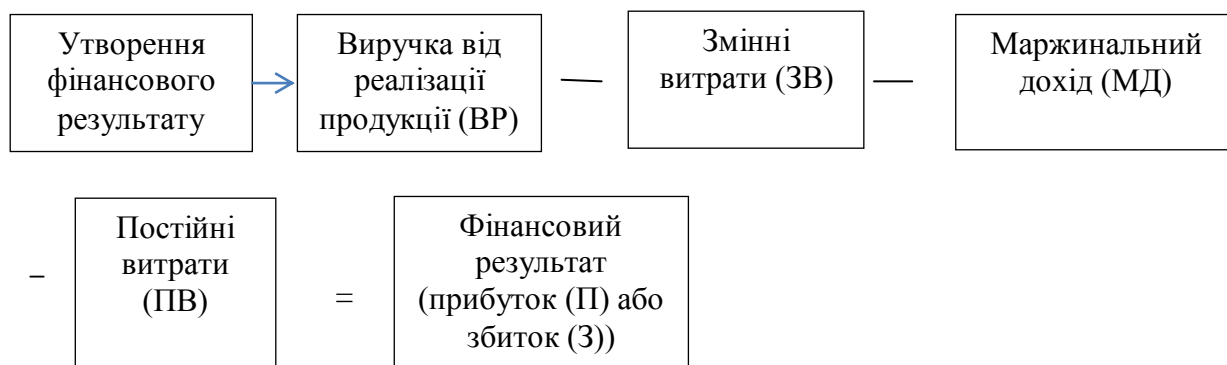 Утворення
фінансового
результату
Виручка від
реалізації
продукції (ВР)
—
Змінні
витрати (ЗВ)
—
Маржинальний
дохід (МД)
–
Постійні
витрати
(ПВ)
=
Фінансовий
результат
(прибуток (П) або
збиток (З))